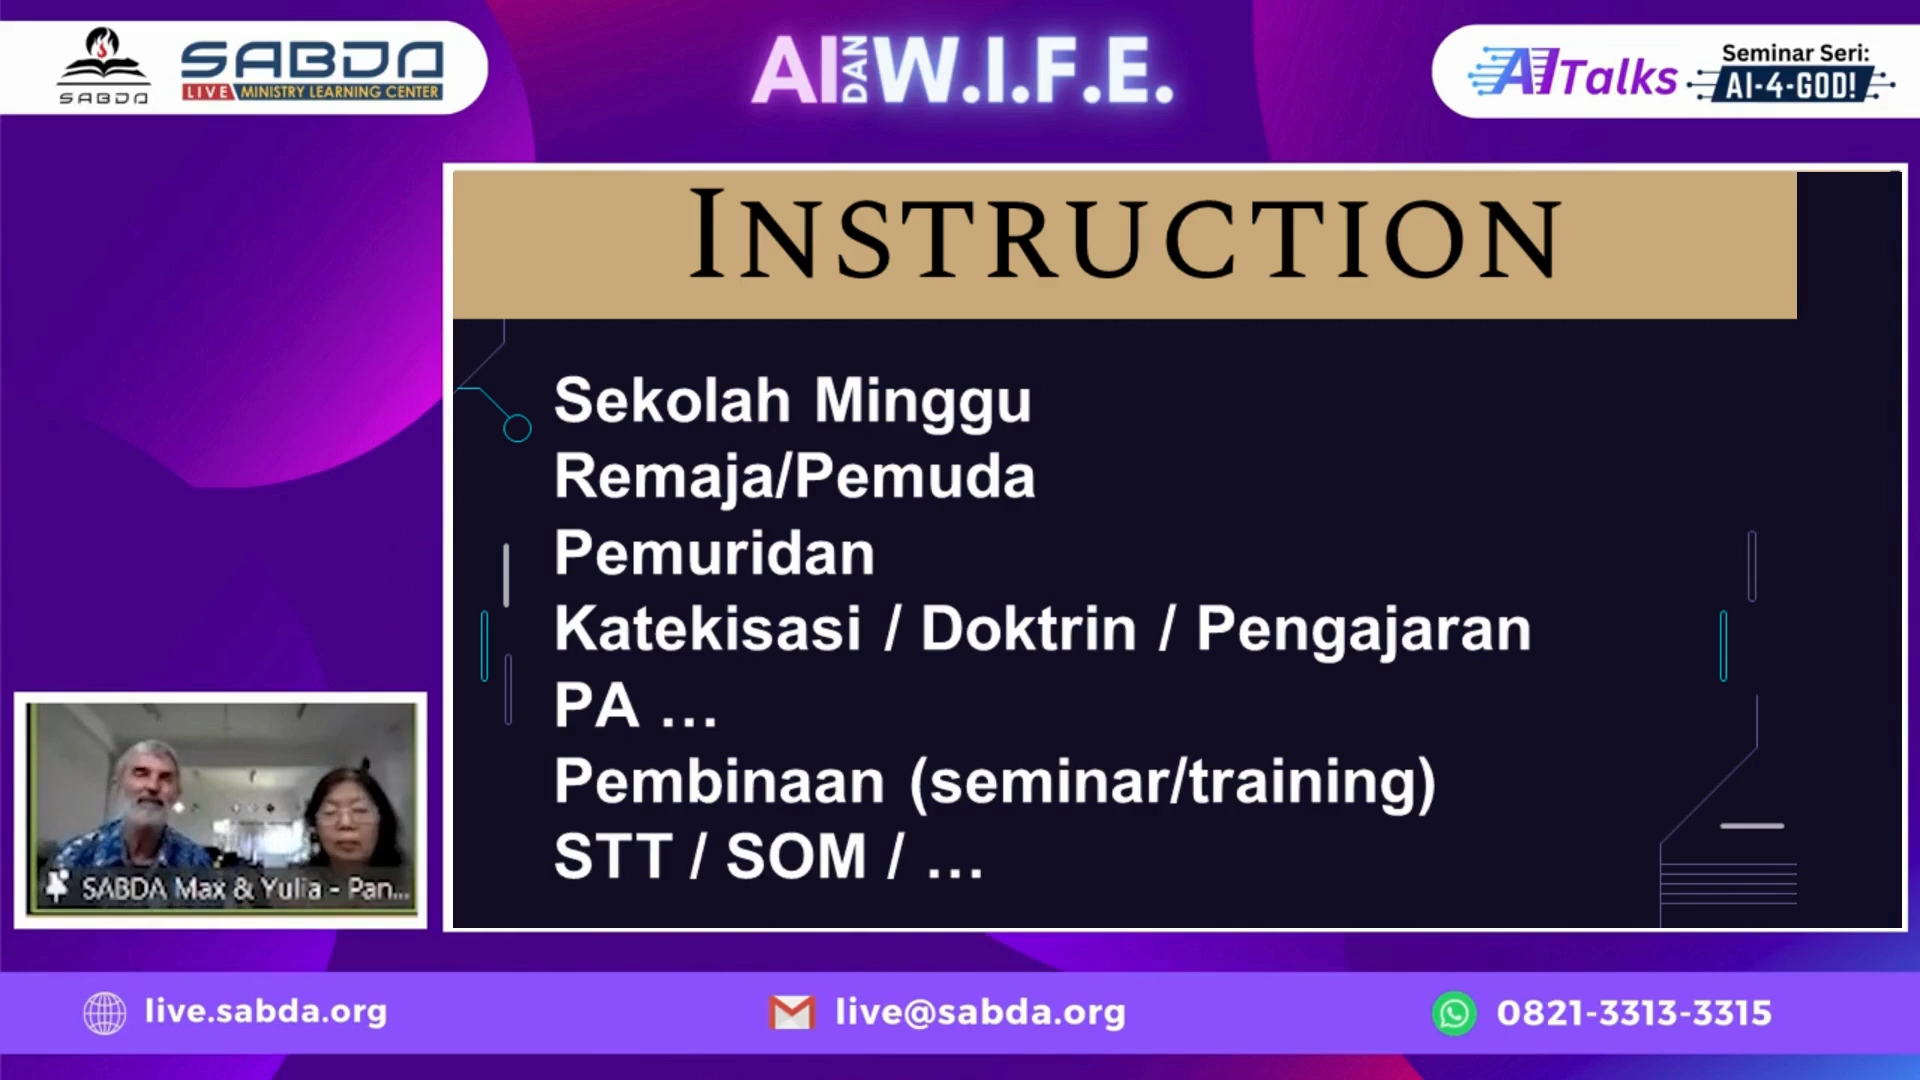 SABDA
SABDA
LIVE MINISTRY LEARNING CENTER
AI DAN W.I.F.E.
AI Talks
Seminar Seri:
AI-4-GOD!
INSTRUCTION
Sekolah Minggu
Remaja/Pemuda
Pemuridan
Katekisasi / Doktrin / Pengajaran
PA ...
Pembinaan (seminar/training)
STT / SOM / ...
SABDA Max & Yulia - Pan...
live.sabda.org
live@sabda.org
0821-3313-3315